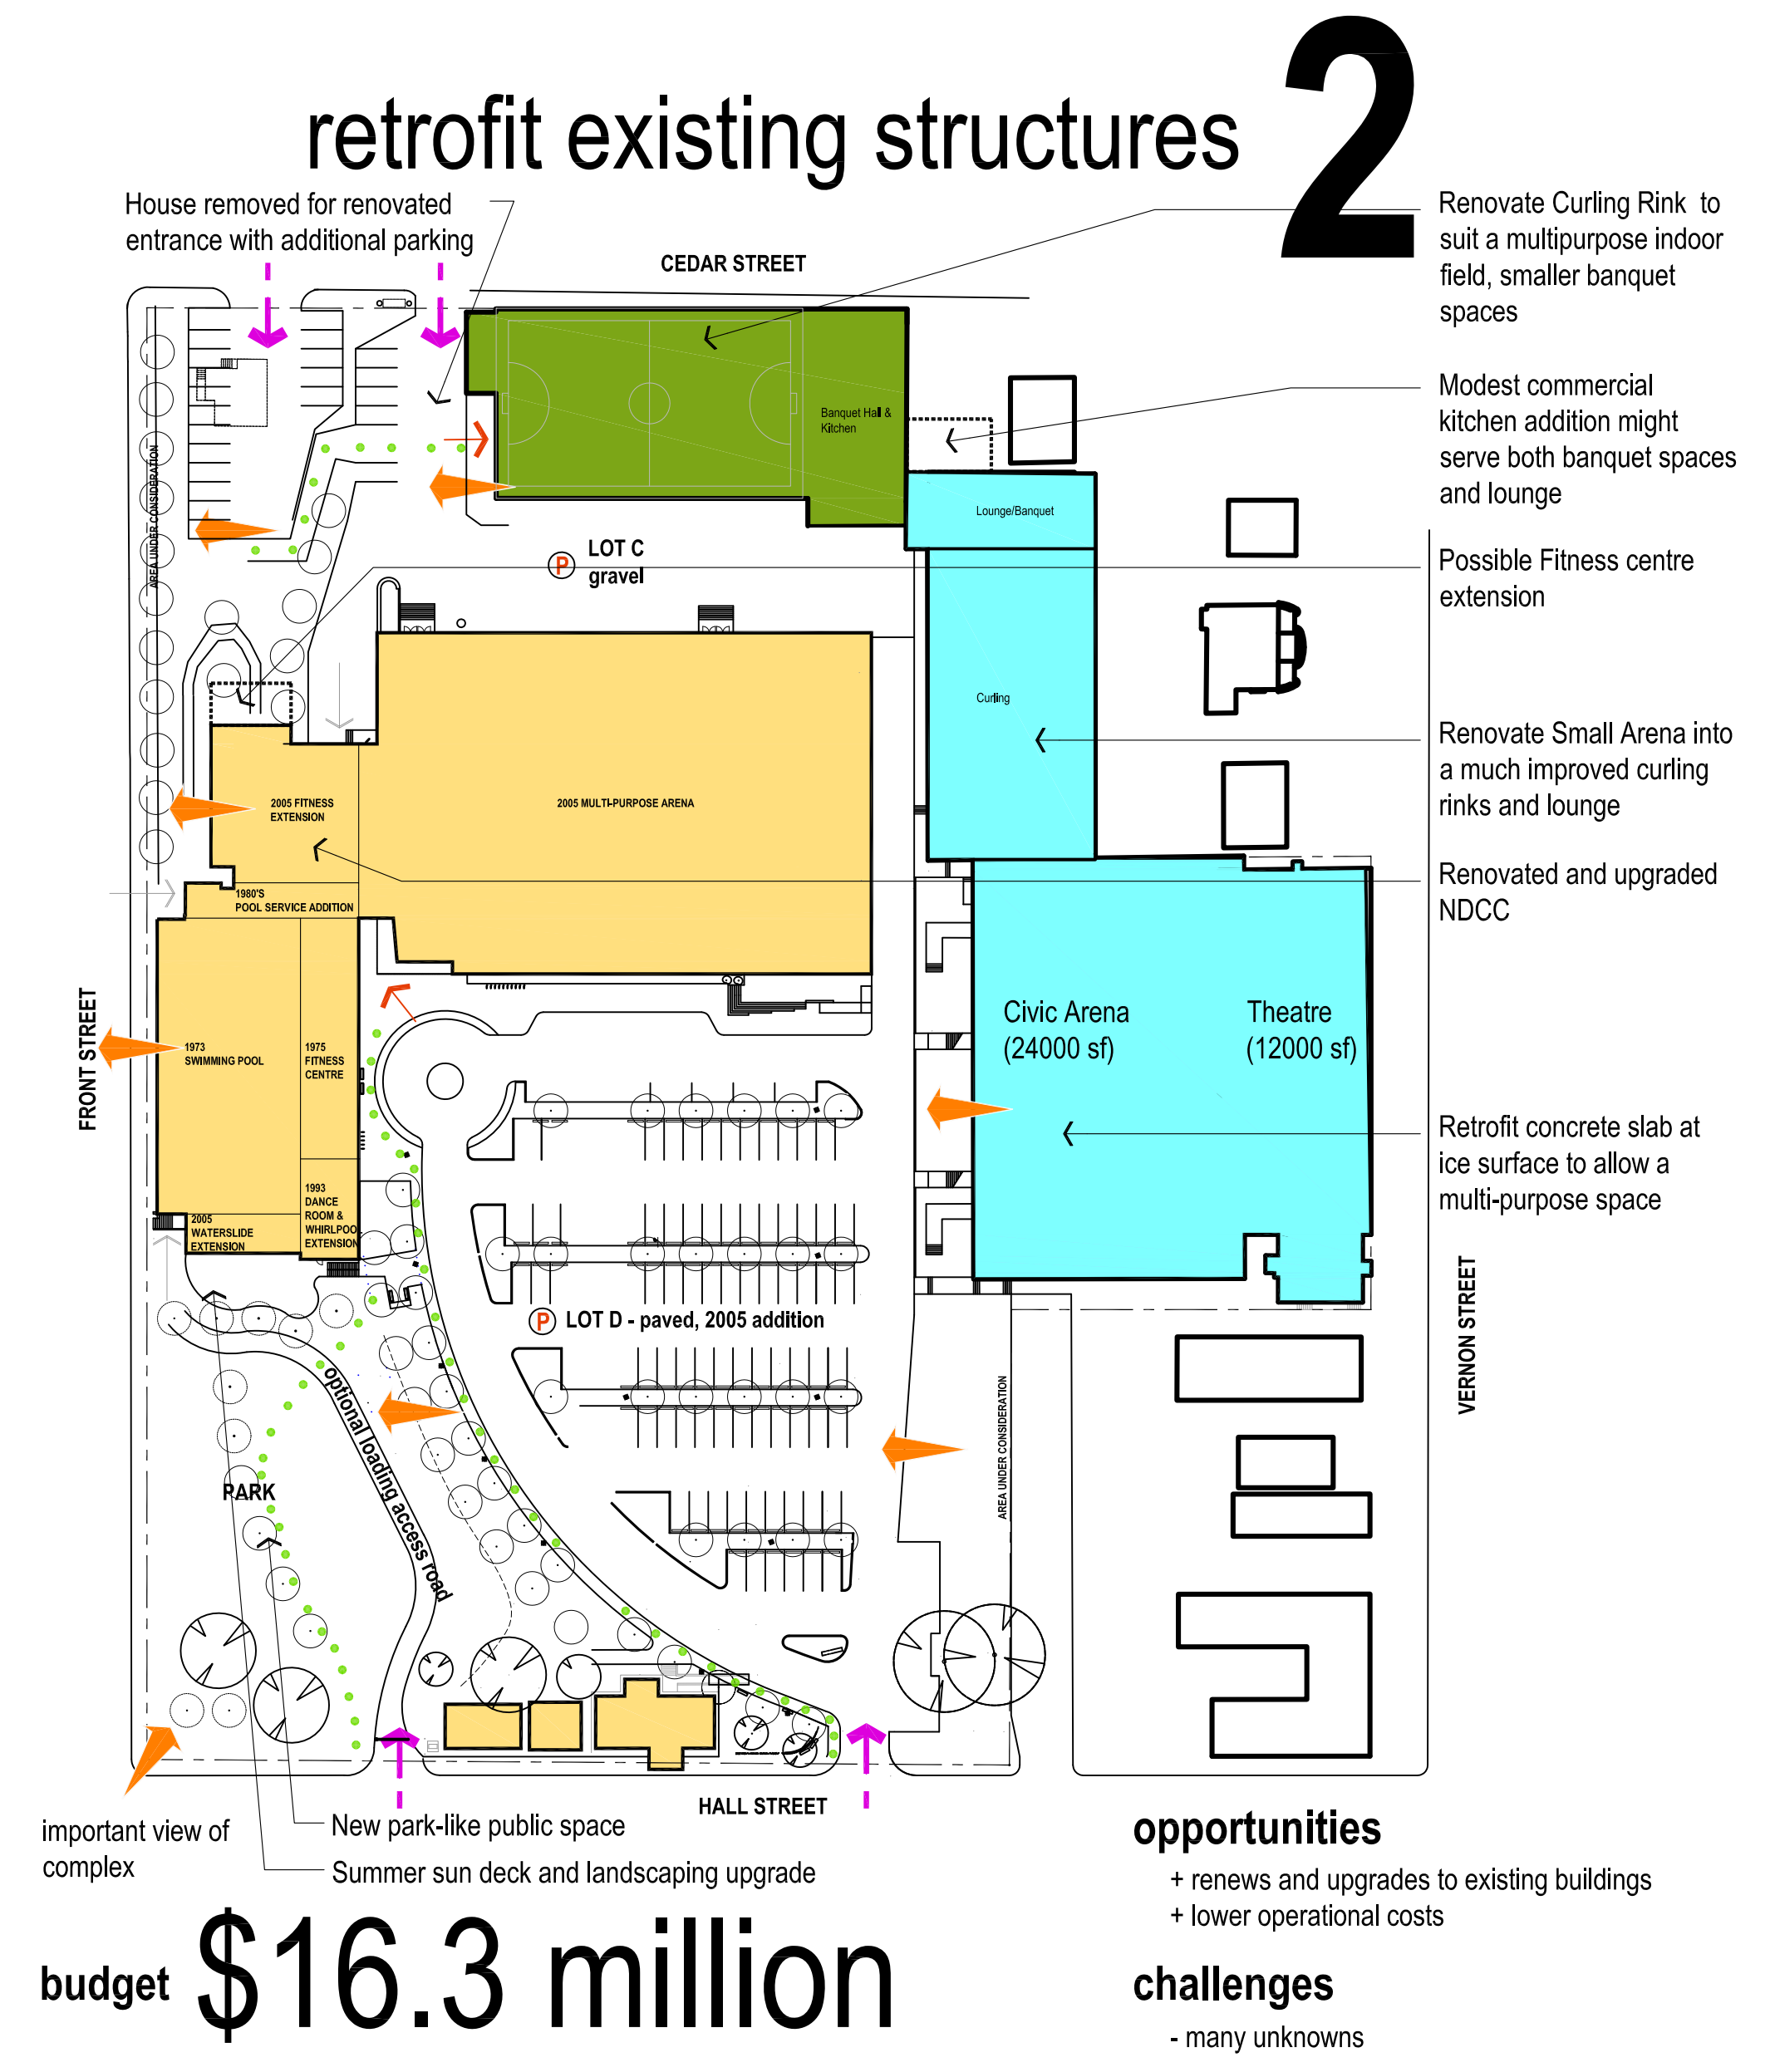 2
retrofit existing structures
House removed for renovated
entrance with additional parking
CEDAR STREET
Renovate Curling Rink to
suit a multipurpose indoor
field, smaller banquet
spaces
Modest commercial
kitchen addition might
serve both banquet spaces
and lounge
Banquet Hall &
Kitchen
Lounge/Banquet
AREA UNDER CONSIDERATION
P
LOT C
gravel
Possible Fitness centre
extension
Curling
Renovate Small Arena into
a much improved curling
rinks and lounge
2005 FITNESS
EXTENSION
2005 MULTI-PURPOSE ARENA
Renovated and upgraded
NDCC
1980'S
POOL SERVICE ADDITION
FRONT STREET
1973
SWIMMING POOL
1975
FITNESS
CENTRE
Civic Arena
(24000 sf)
Theatre
(12000 sf)
Retrofit concrete slab at
ice surface to allow a
multi-purpose space
1993
DANCE
ROOM &
WHIRLPOOL
EXTENSION
2005
WATERSLIDE
EXTENSION
P
LOT D - paved, 2005 addition
VERNON STREET
optional loading access road
AREA UNDER CONSIDERATION
PARK
HALL STREET
important view of
complex
New park-like public space
Summer sun deck and landscaping upgrade
budget $16.3 million
opportunities
+ renews and upgrades to existing buildings
+ lower operational costs
challenges
- many unknowns